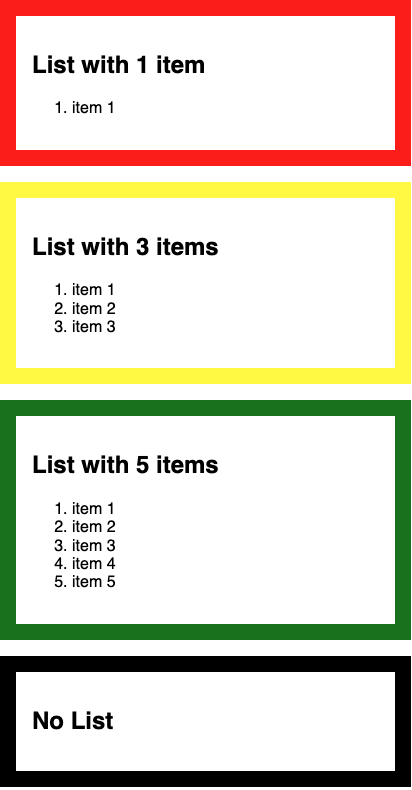 List with 1 item
1. item 1
List with 3 items
1. item 1
2. item 2
3. item 3
List with 5 items
1. item 1
2. item 2
3. item 3
4. item 4
5. item 5
No List